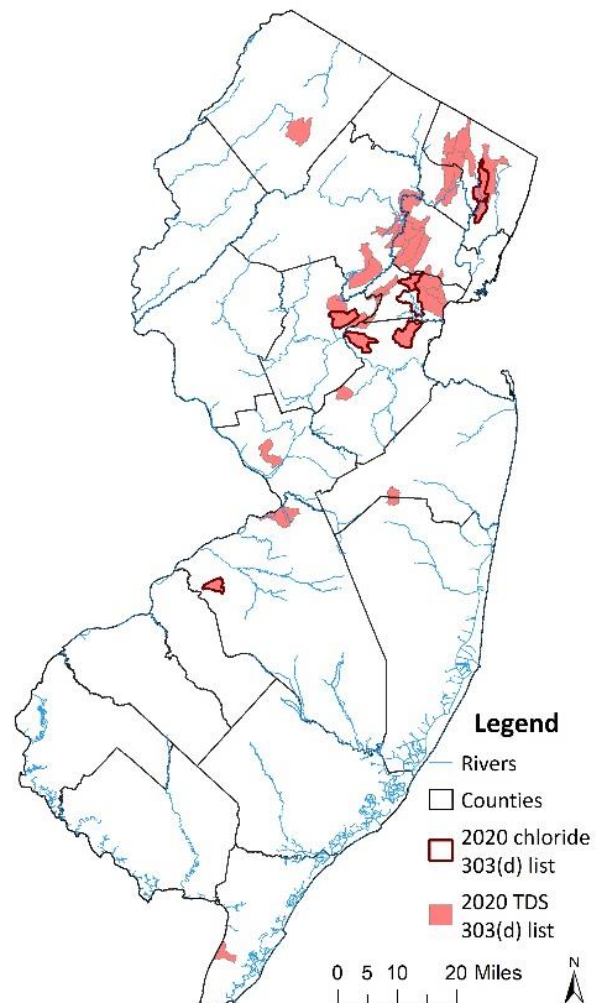 Legend
Rivers
Counties
2020 chloride
303(d) list
2020 TDS
303(d) list
0 5 10 20 Miles
N